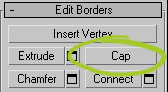 - Edit Borders
Insert Vertex
Extrude Cap
Chamfer Connect